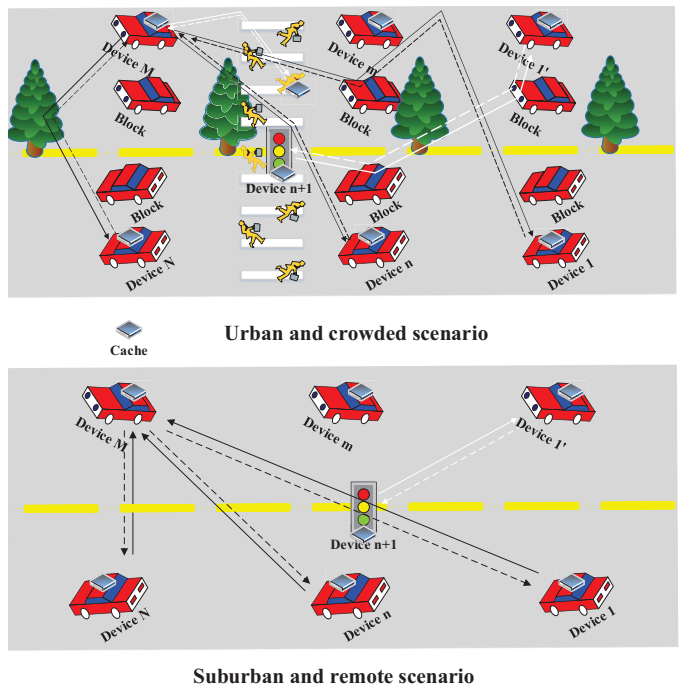 Device M
Device m
Device 1'
Block
Block
Block
Device n+1
Block
Block
Block
Device N
Device n
Device 1
Urban and crowded scenario
Cache
Device M
Device m
Device 1'
Device n+1
Device N
Device n
Device 1
Suburban and remote scenario